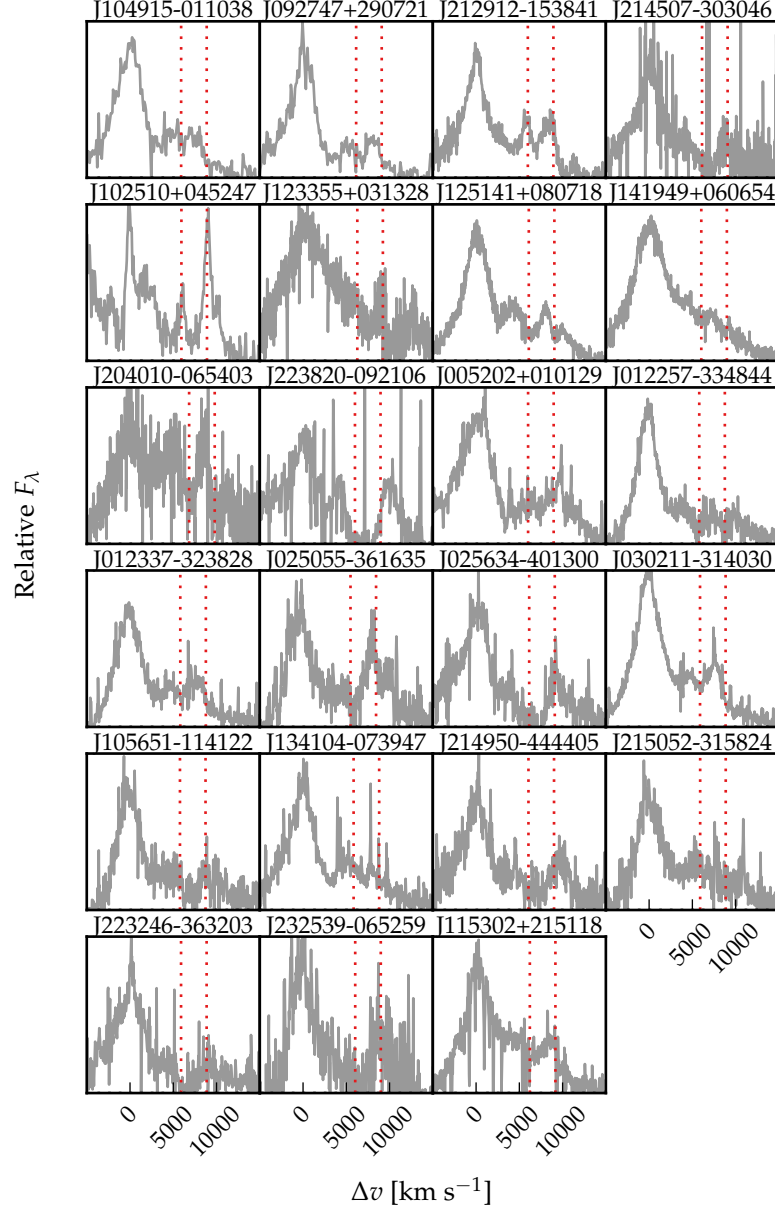 J104915-011038 J092747+290721 J212912-153841 J214507-303046
J102510+045247 J123355+031328 J125141+080718 J141949+060654
J204010-065403 J223820-092106 J005202+010129 J012257-334844
J012337-323828 J025055-361635 J025634-401300 J030211-314030
J105651-114122 J134104-073947 J214950-444405 J215052-315824
0 5000 10000
J223246-363203 J232539-065259 J115302+215118
0 5000 10000 0 5000 10000 0 5000 10000
Relative Fλ
Δv [km s⁻¹]